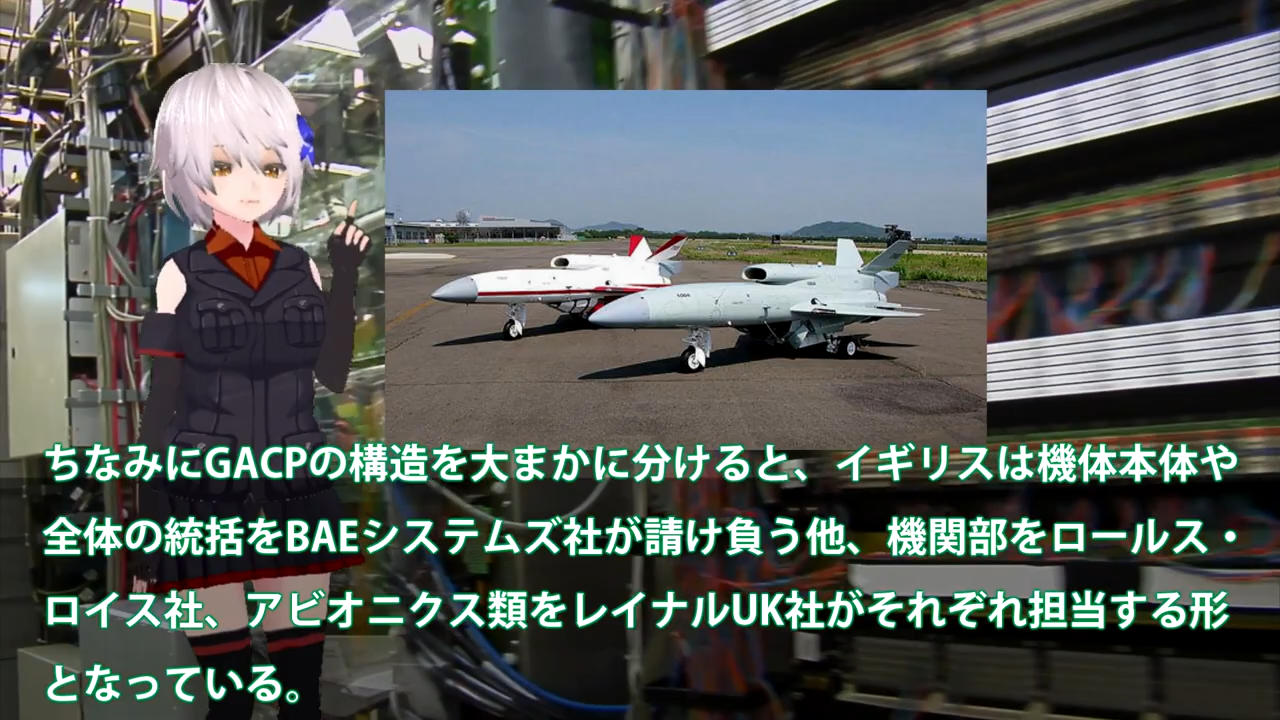 ちなみにGACPの構造を大まかに分けると、イギリスは機体本体や
全体の統括をBAEシステムズ社が請け負う他、機関部をロールス・
ロイス社、アビオニクス類をレイナルUK社がそれぞれ担当する形
となっている。